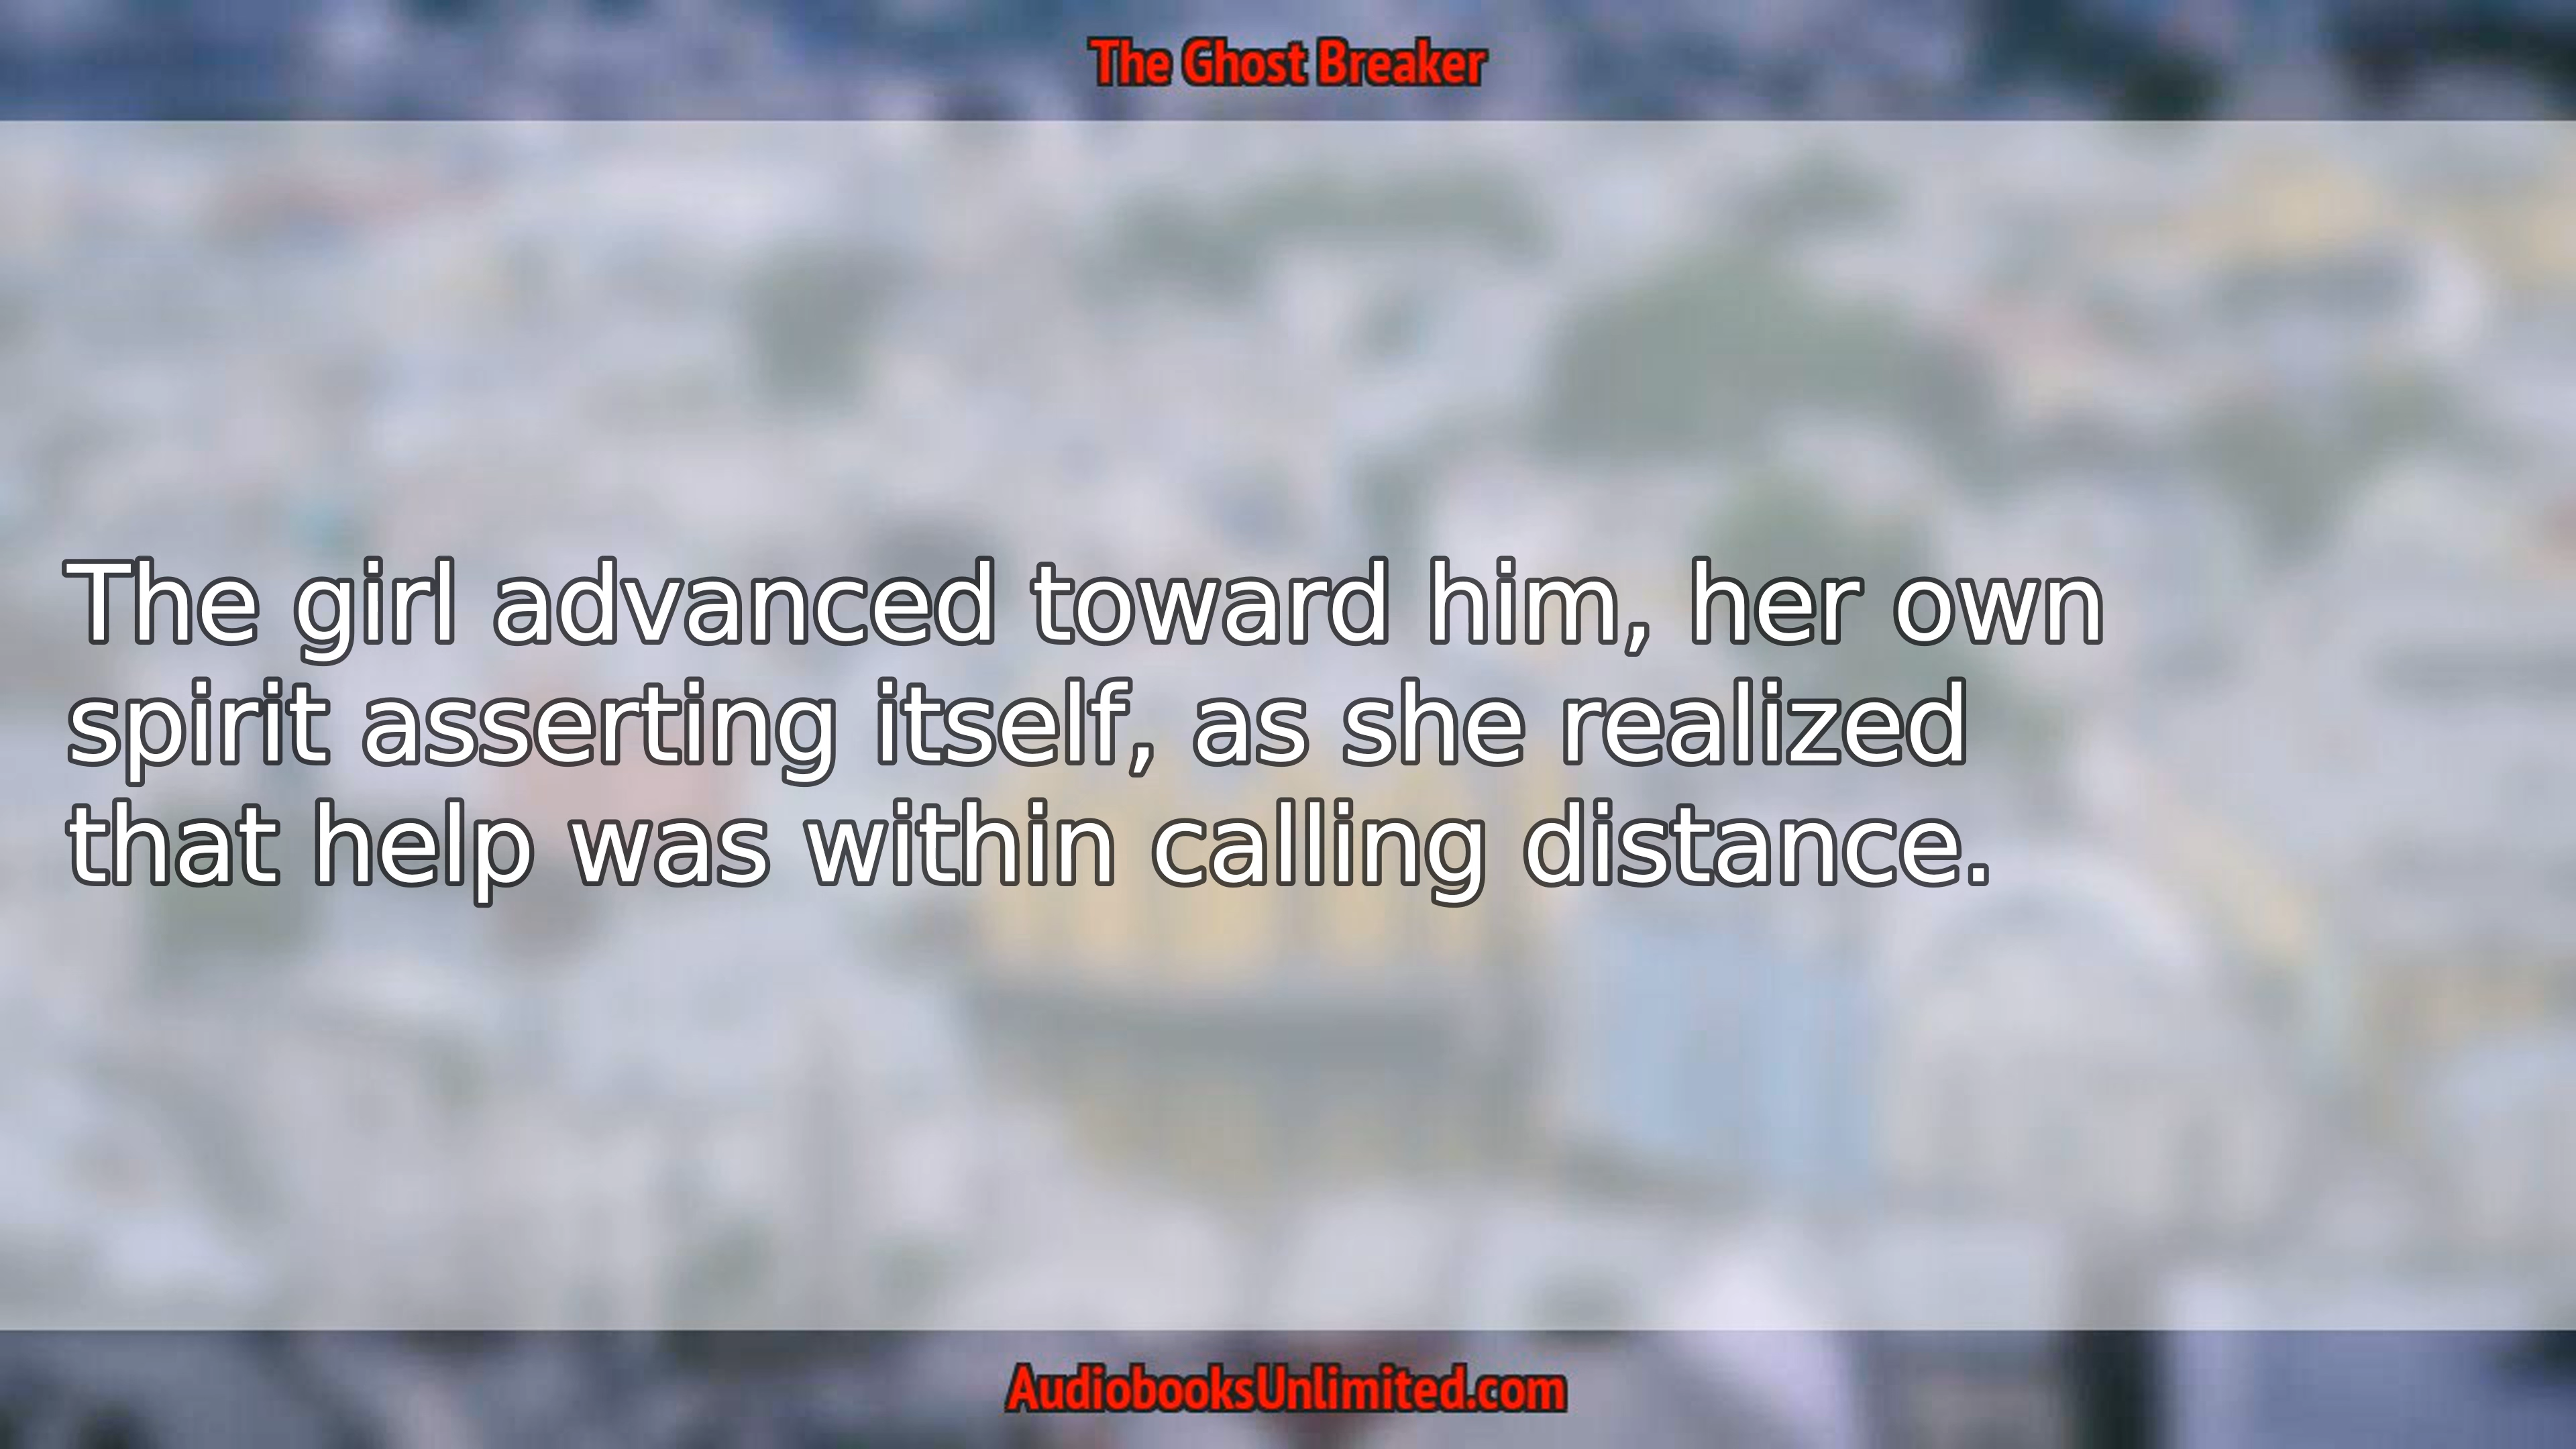 The Ghost Breaker
The girl advanced toward him, her own
spirit asserting itself, as she realized
that help was within calling distance.
AudiobooksUnlimited.com